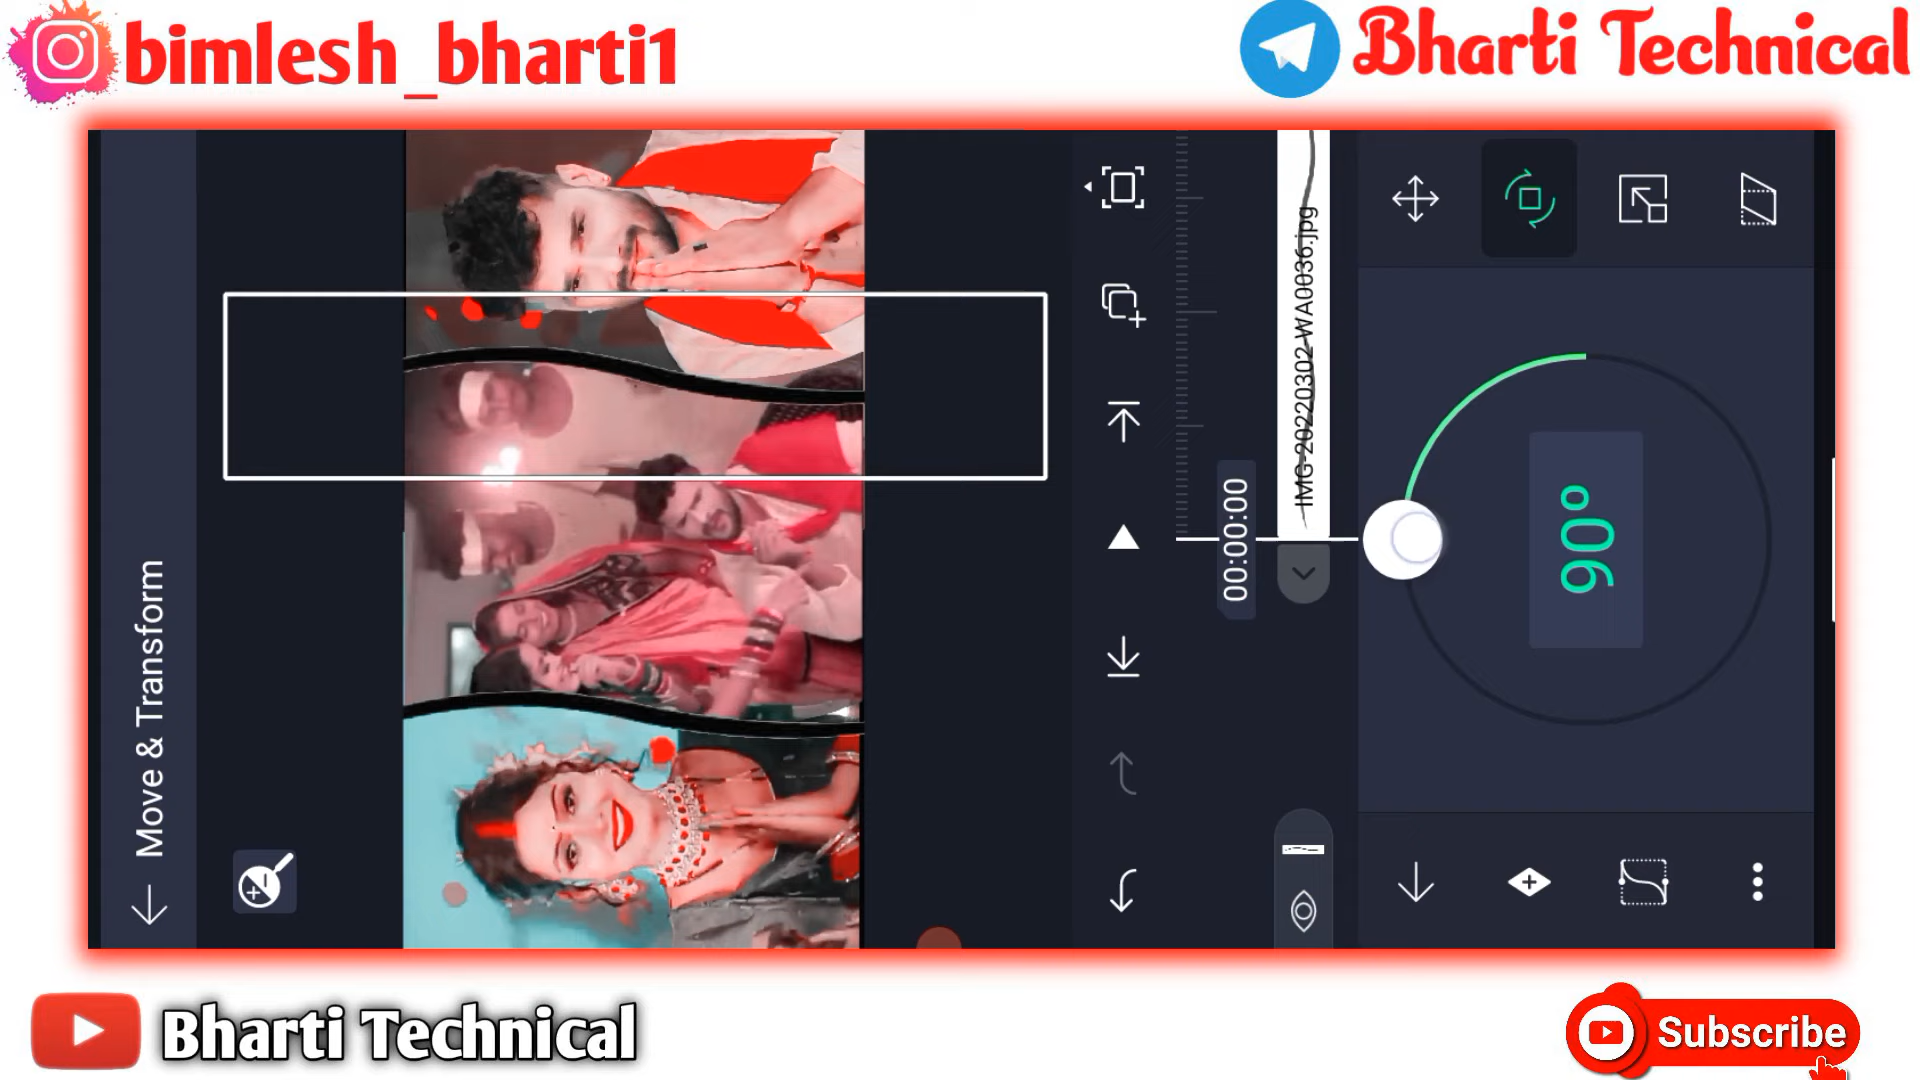 bimlesh_bharti1
Bharti Technical
← Move & Transform
00:00:00
IMG-20220302-WA0036.jpg
90°
Bharti Technical
Subscribe